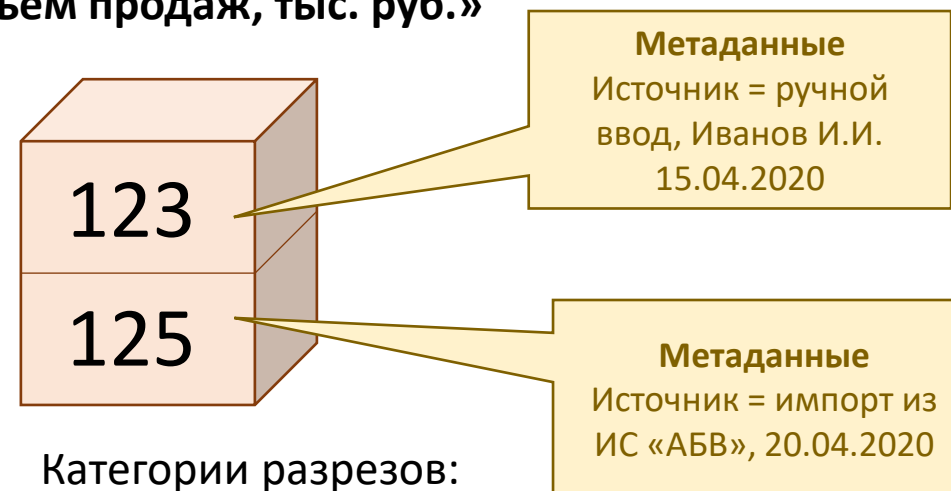 ъем продаж, тыс. руб.»
Метаданные
Источник = ручной
ввод, Иванов И.И.
15.04.2020
123
125
Метаданные
Источник = импорт из
ИС «АБВ», 20.04.2020
Категории разрезов: